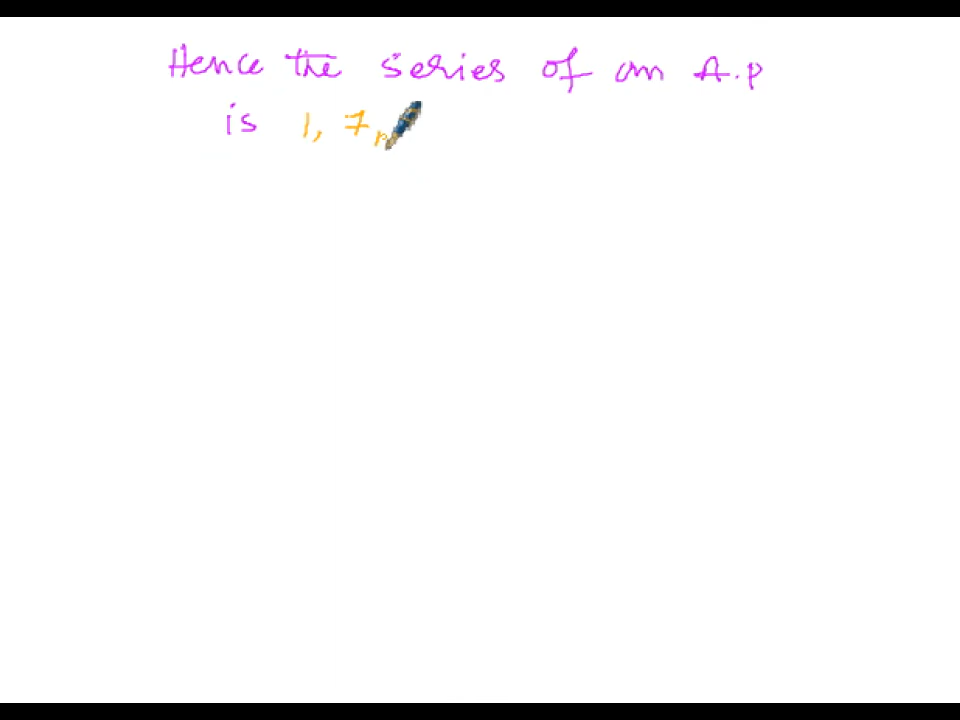 Hence the series of an A.P
is 1, 7,